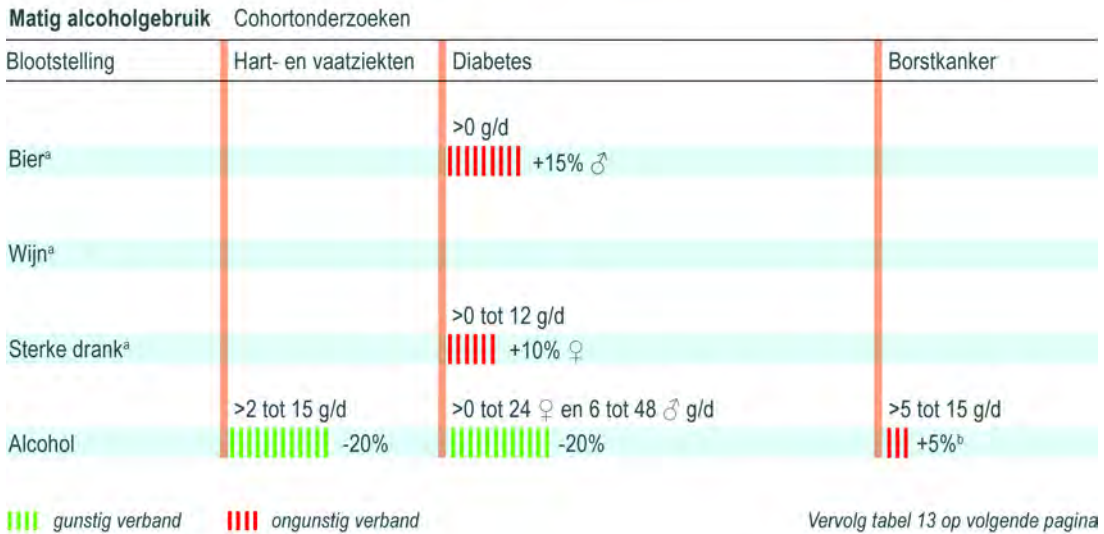 Matig alcoholgebruik Cohortonderzoeken
Blootstelling Hart- en vaatziekten Diabetes Borstkanker
>0 g/d
Bierᵃ +15% ♂
Wijnᵃ
>0 tot 12 g/d
Sterke drankᵃ +10% ♀
>2 tot 15 g/d >0 tot 24 ♀ en 6 tot 48 ♂ g/d >5 tot 15 g/d
Alcohol -20% -20% +5%ᵇ
gunstig verband ongunstig verband Vervolg tabel 13 op volgende pagina